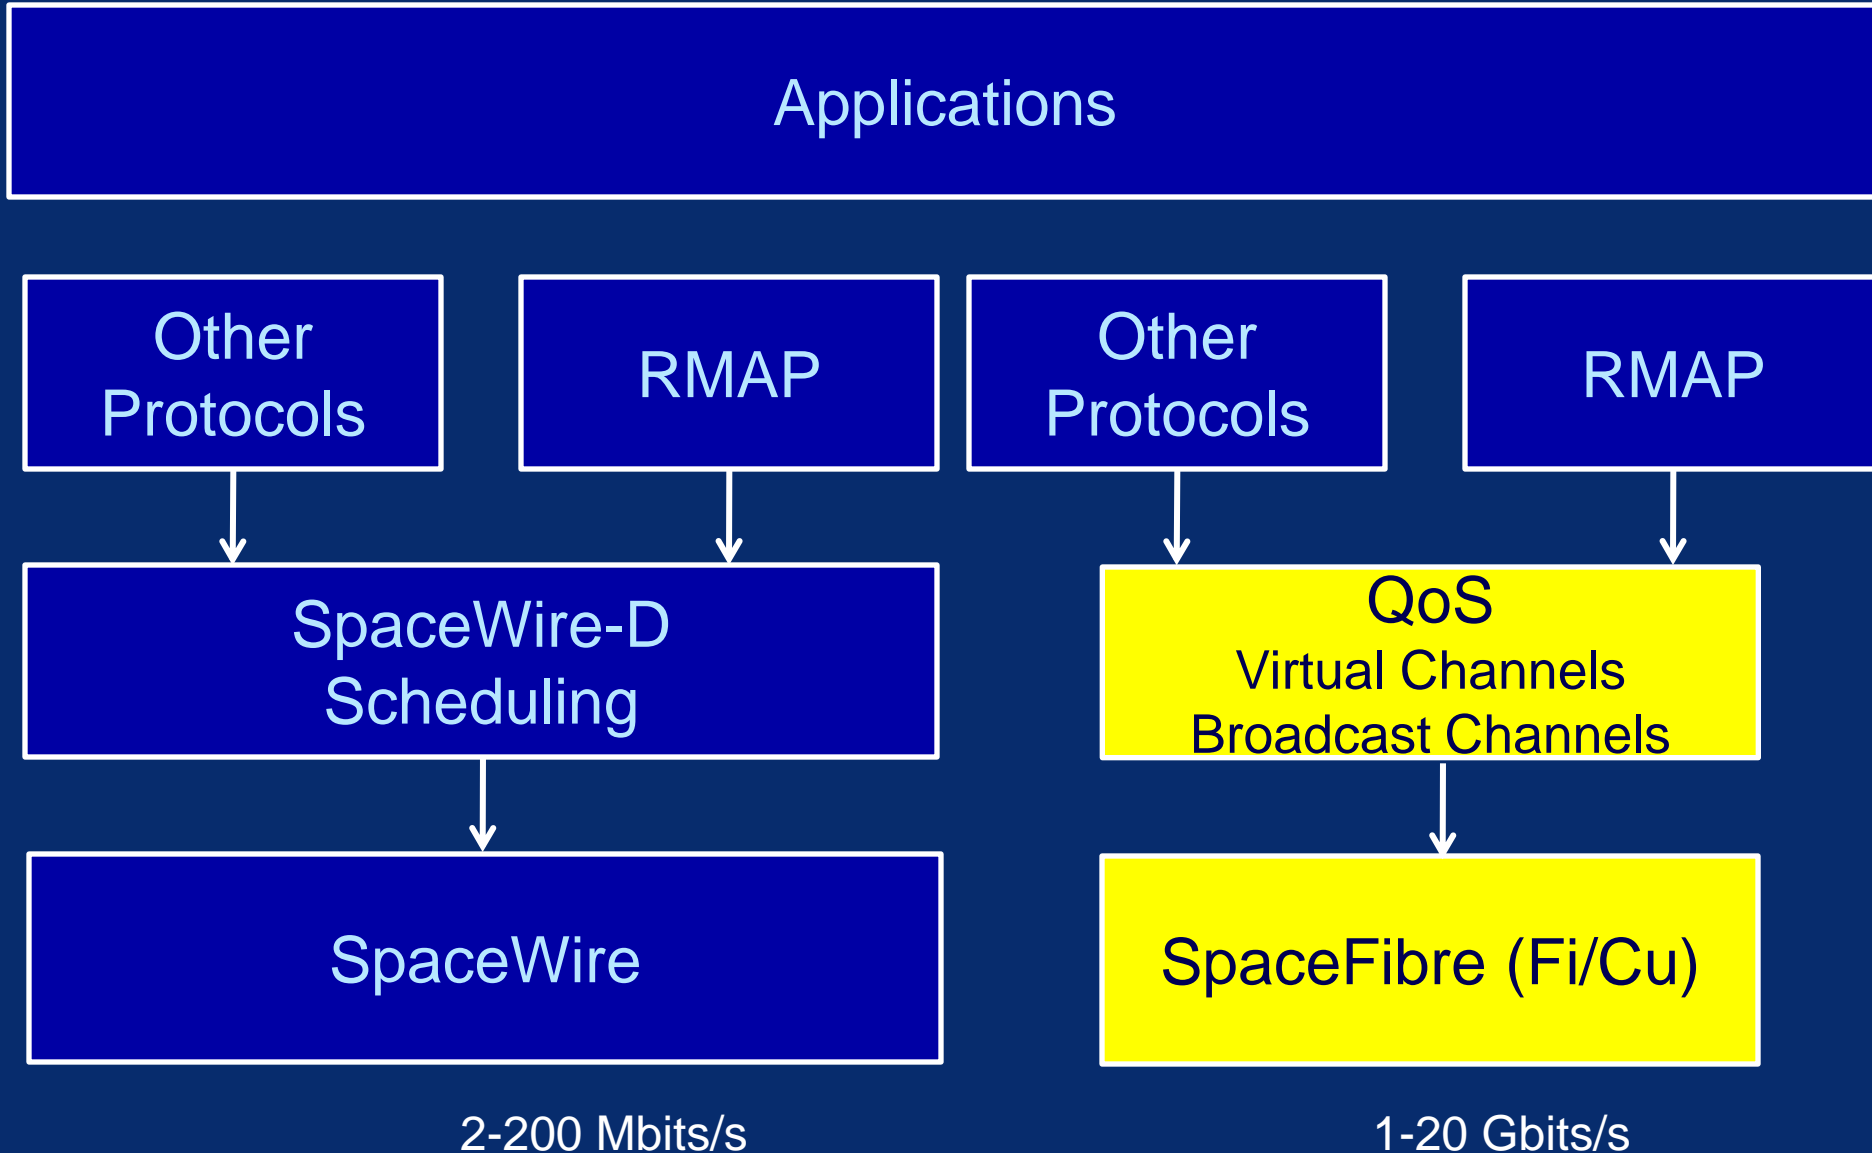 Applications
Other
Protocols
RMAP
Other
Protocols
RMAP
SpaceWire-D
Scheduling
QoS
Virtual Channels
Broadcast Channels
SpaceWire
SpaceFibre (Fi/Cu)
2-200 Mbits/s
1-20 Gbits/s